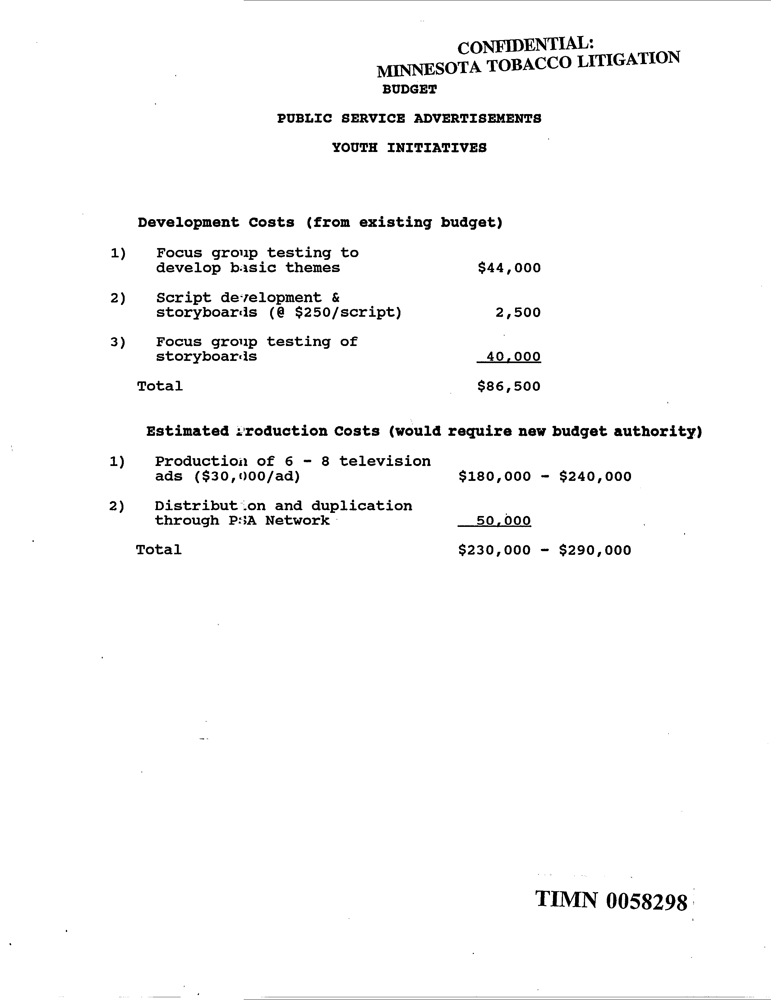 CONFIDENTIAL:
MINNESOTA TOBACCO LITIGATION
BUDGET
PUBLIC SERVICE ADVERTISEMENTS
YOUTH INITIATIVES
Development Costs (from existing budget)
1) Focus group testing to
develop basic themes $44,000
2) Script development &
storyboards (@ $250/script) 2,500
3) Focus group testing of
storyboards 40,000
Total $86,500
Estimated Production Costs (would require new budget authority)
1) Production of 6 - 8 television
ads ($30,000/ad) $180,000 - $240,000
2) Distribution and duplication
through PSA Network 50,000
Total $230,000 - $290,000
TIMN 0058298